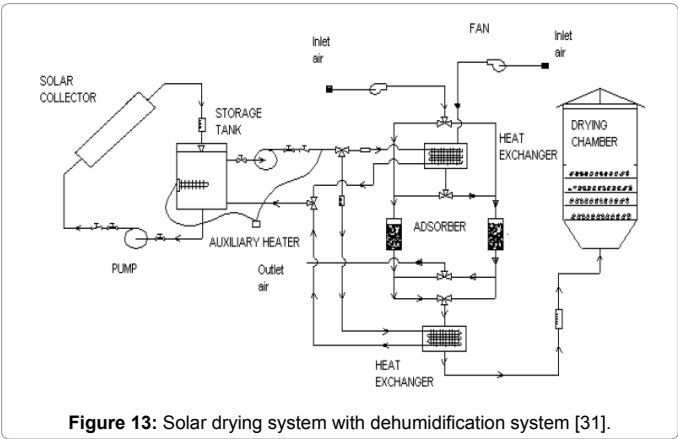 FAN
Inlet
air
Inlet
air
SOLAR
COLLECTOR
STORAGE
TANK
HEAT
EXCHANGER
DRYING
CHAMBER
ADSORBER
AUXILIARY HEATER
PUMP
Outlet
air
HEAT
EXCHANGER
Figure 13: Solar drying system with dehumidification system [31].